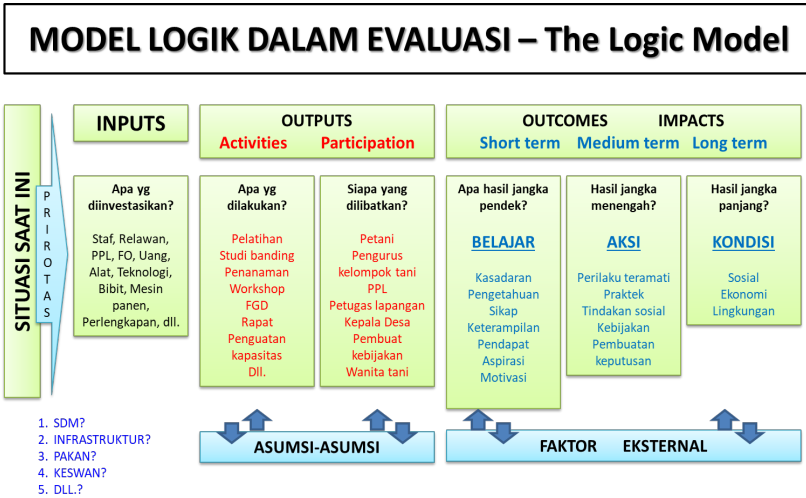 MODEL LOGIK DALAM EVALUASI – The Logic Model
SITUASI SAAT INI
PRIROTAS
INPUTS
OUTPUTS
Activities Participation
OUTCOMES IMPACTS
Short term Medium term Long term
Apa yg
diinvestasikan?
Staf, Relawan,
PPL, FO, Uang,
Alat, Teknologi,
Bibit, Mesin
panen,
Perlengkapan, dll.
Apa yg
dilakukan?
Pelatihan
Studi banding
Penanaman
Workshop
FGD
Rapat
Penguatan
kapasitas
Dll.
Siapa yang
dilibatkan?
Petani
Pengurus
kelompok tani
PPL
Petugas lapangan
Kepala Desa
Pembuat
kebijakan
Wanita tani
Apa hasil jangka
pendek?
BELAJAR
Kasadaran
Pengetahuan
Sikap
Keterampilan
Pendapat
Aspirasi
Motivasi
Hasil jangka
menengah?
AKSI
Perilaku teramati
Praktek
Tindakan sosial
Kebijakan
Pembuatan
keputusan
Hasil jangka
panjang?
KONDISI
Sosial
Ekonomi
Lingkungan
1. SDM?
2. INFRASTRUKTUR?
3. PAKAN?
4. KESWAN?
5. DLL.?
ASUMSI-ASUMSI
FAKTOR EKSTERNAL